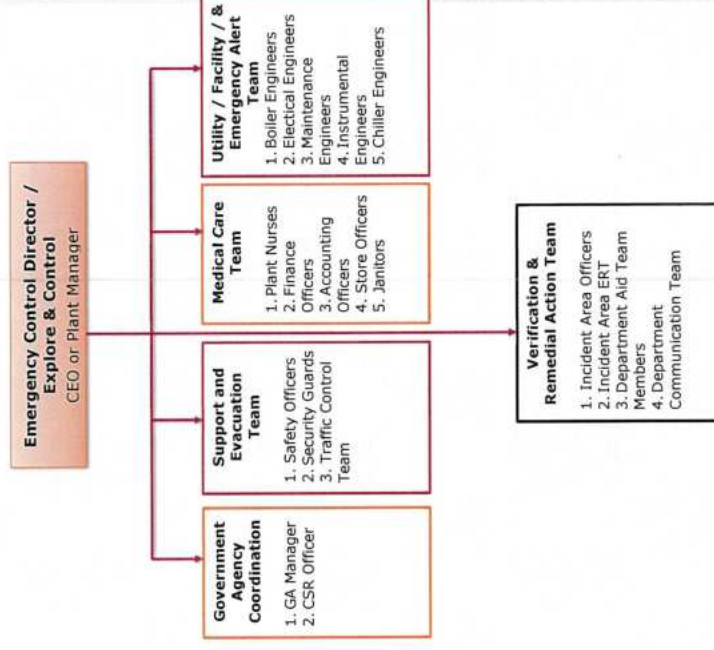 Emergency Control Director /
Explore & Control
CEO or Plant Manager
Government
Agency
Coordination
1. GA Manager
2. CSR Officer
Support and
Evacuation
Team
1. Safety Officers
2. Security Guards
3. Traffic Control
Team
Medical Care
Team
1. Plant Nurses
2. Finance
Officers
3. Accounting
Officers
4. Store Officers
5. Janitors
Utility / Facility / &
Emergency Alert
Team
1. Boiler Engineers
2. Electical Engineers
3. Maintenance
Engineers
4. Instrumental
Engineers
5. Chiller Engineers
Verification &
Remedial Action Team
1. Incident Area Officers
2. Incident Area ERT
3. Department Aid Team
Members
4. Department
Communication Team